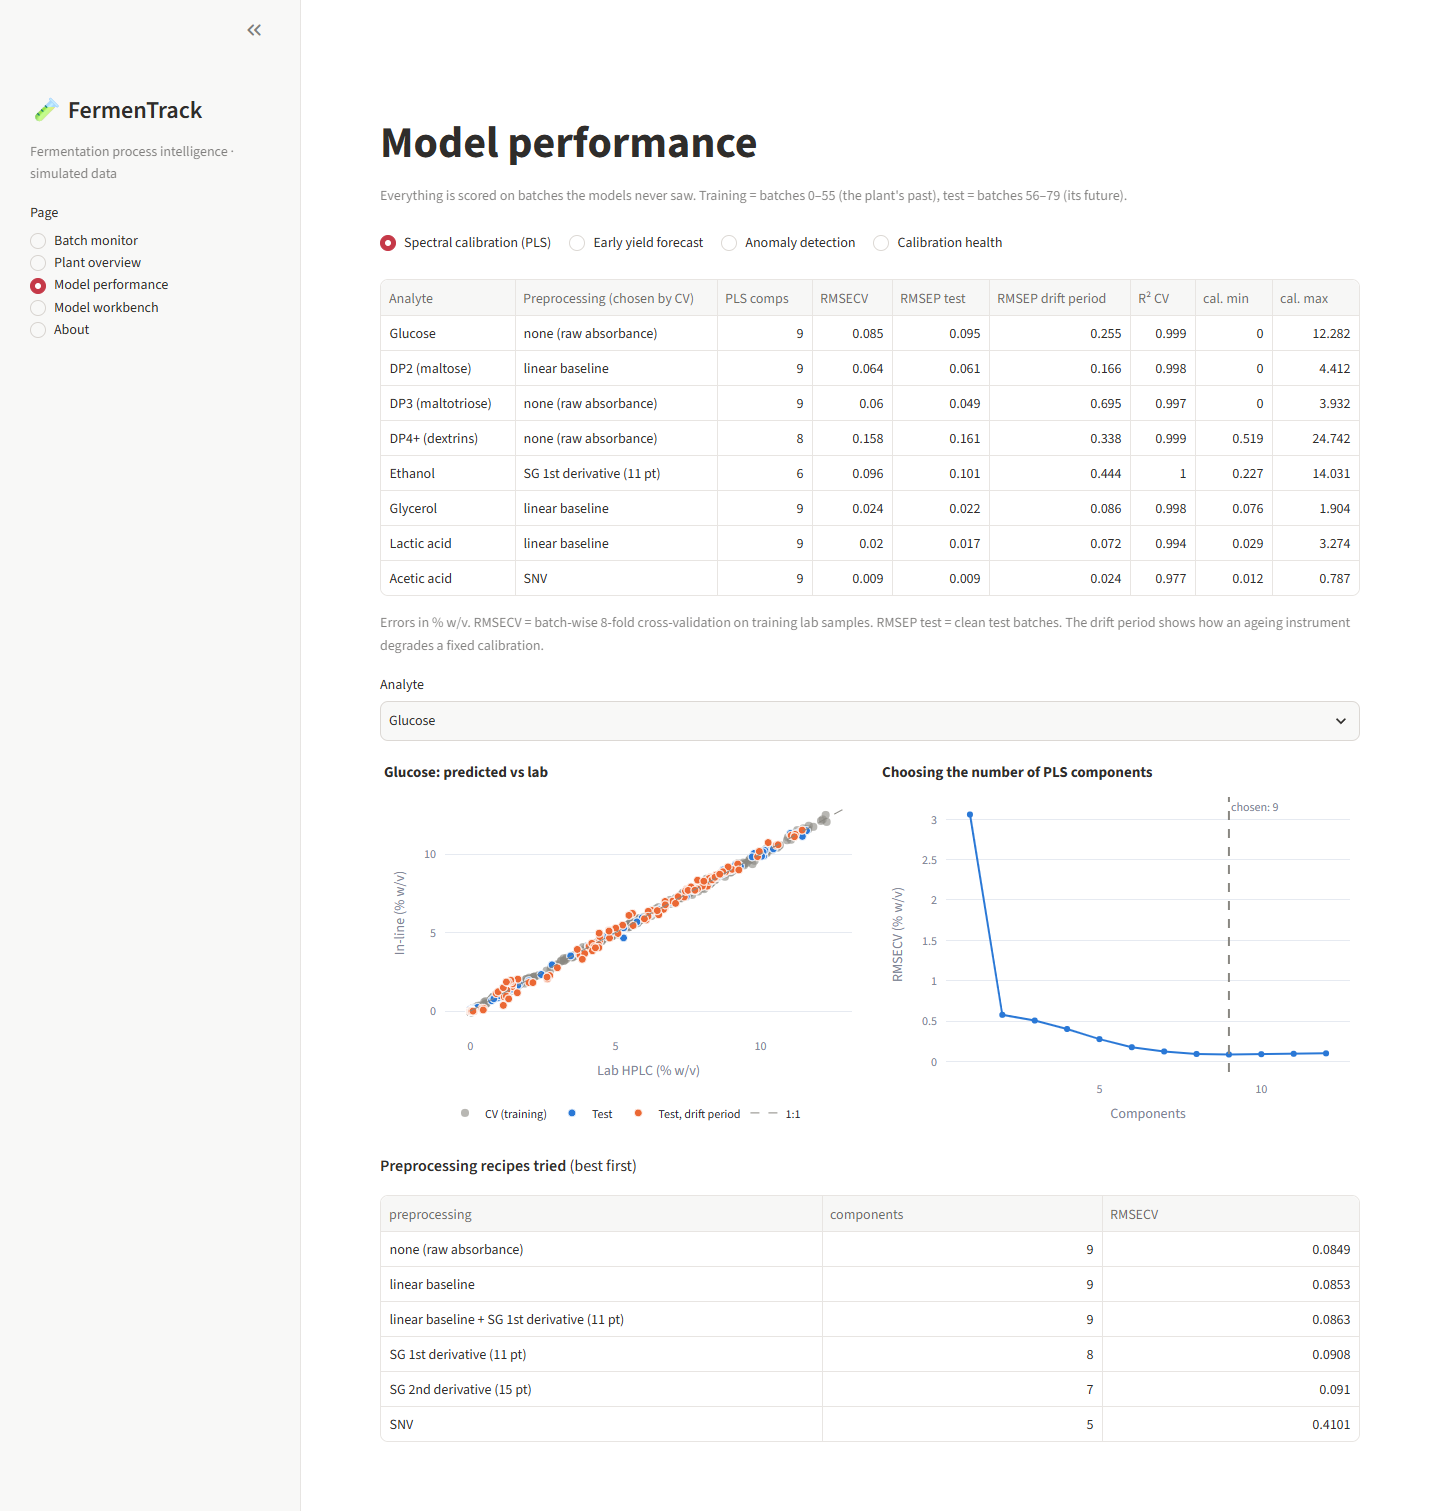 FermenTrack
Fermentation process intelligence ·
simulated data
Page
Batch monitor
Plant overview
Model performance
Model workbench
About
Model performance
Everything is scored on batches the models never saw. Training = batches 0–55 (the plant's past), test = batches 56–79 (its future).
Spectral calibration (PLS) Early yield forecast Anomaly detection Calibration health
Analyte Preprocessing (chosen by CV) PLS comps RMSECV RMSEP test RMSEP drift period R² CV cal. min cal. max
Glucose none (raw absorbance) 9 0.085 0.095 0.255 0.999 0 12.282
DP2 (maltose) linear baseline 9 0.064 0.061 0.166 0.998 0 4.412
DP3 (maltotriose) none (raw absorbance) 9 0.06 0.049 0.695 0.997 0 3.932
DP4+ (dextrins) none (raw absorbance) 8 0.158 0.161 0.338 0.999 0.519 24.742
Ethanol SG 1st derivative (11 pt) 6 0.096 0.101 0.444 1 0.227 14.031
Glycerol linear baseline 9 0.024 0.022 0.086 0.998 0.076 1.904
Lactic acid linear baseline 9 0.02 0.017 0.072 0.994 0.029 3.274
Acetic acid SNV 9 0.009 0.009 0.024 0.977 0.012 0.787
Errors in % w/v. RMSECV = batch-wise 8-fold cross-validation on training lab samples. RMSEP test = clean test batches. The drift period shows how an ageing instrument
degrades a fixed calibration.
Analyte
Glucose
Glucose: predicted vs lab
In-line (% w/v)
10
5
0
0 5 10
Lab HPLC (% w/v)
CV (training) Test Test, drift period 1:1
Choosing the number of PLS components
chosen: 9
RMSECV (% w/v)
3
2.5
2
1.5
1
0.5
0
5 10
Components
Preprocessing recipes tried (best first)
preprocessing components RMSECV
none (raw absorbance) 9 0.0849
linear baseline 9 0.0853
linear baseline + SG 1st derivative (11 pt) 9 0.0863
SG 1st derivative (11 pt) 8 0.0908
SG 2nd derivative (15 pt) 7 0.091
SNV 5 0.4101